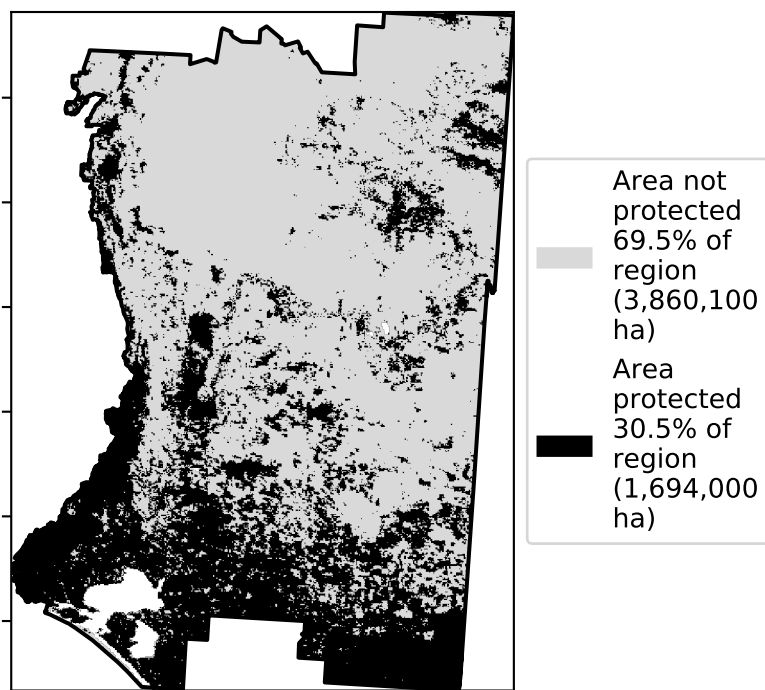 Area not
protected
69.5% of
region
(3,860,100
ha)
Area
protected
30.5% of
region
(1,694,000
ha)